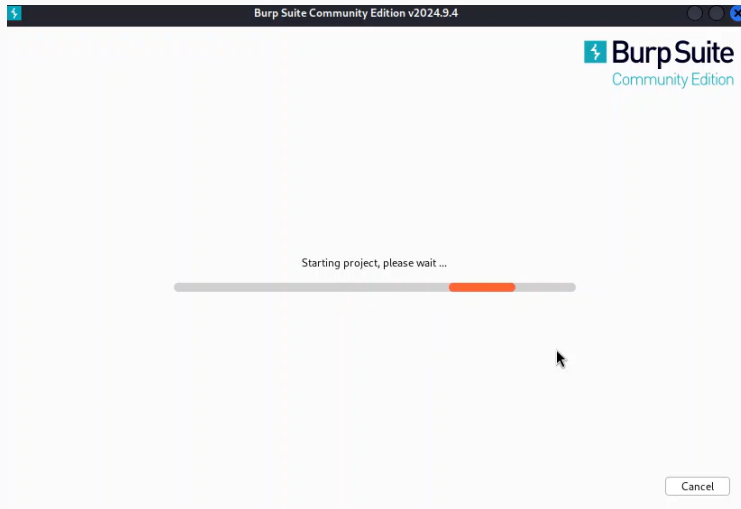 Burp Suite Community Edition v2024.9.4
Burp Suite
Community Edition
Starting project, please wait ...
Cancel